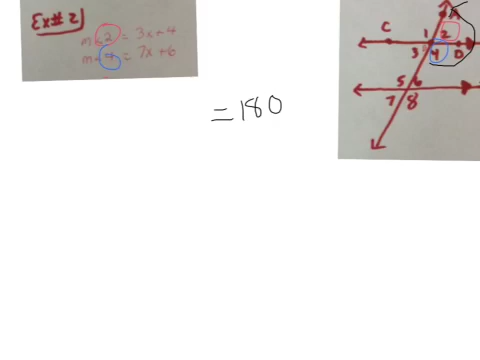 Ex# 2)
m∠2 = 3x+4
m∠4 = 7x+6
= 180
A
C 1 2
3 4 D
5 6
7 8